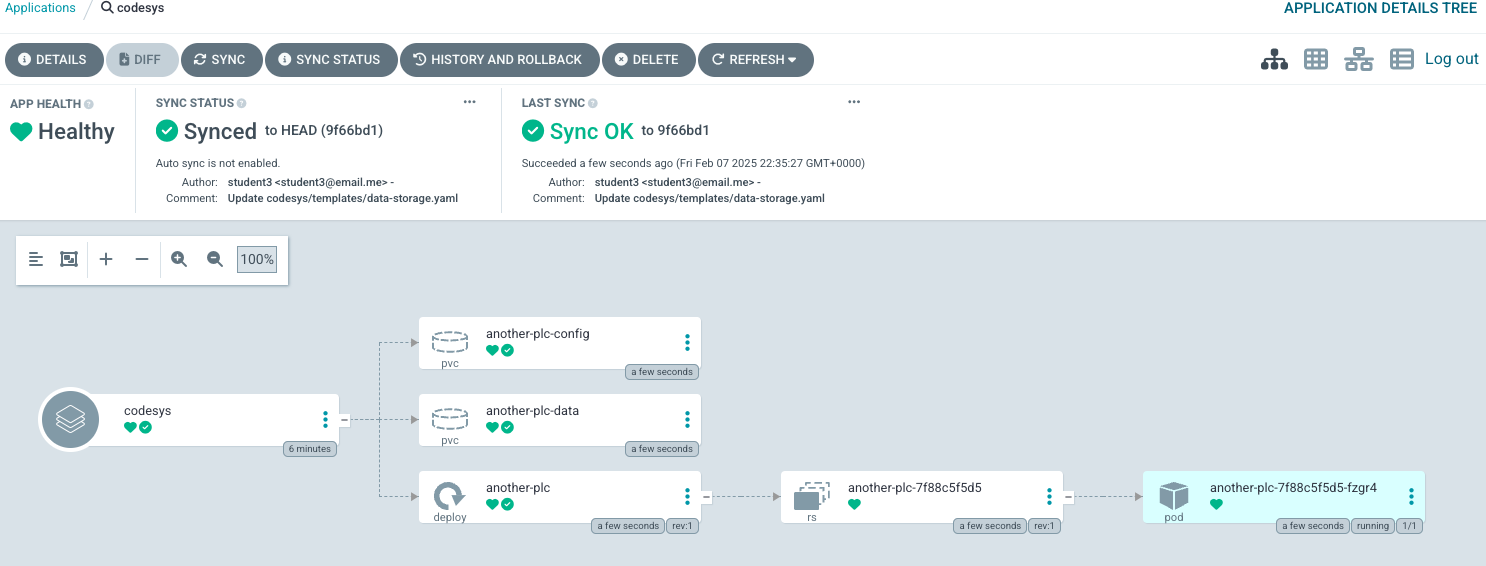 Applications / codesys
APPLICATION DETAILS TREE
DETAILS DIFF SYNC SYNC STATUS HISTORY AND ROLLBACK DELETE REFRESH
Log out
APP HEALTH
Healthy
SYNC STATUS
Synced to HEAD (9f66bd1)
Auto sync is not enabled.
Author: student3 <student3@email.me> -
Comment: Update codesys/templates/data-storage.yaml
LAST SYNC
Sync OK to 9f66bd1
Succeeded a few seconds ago (Fri Feb 07 2025 22:35:27 GMT+0000)
Author: student3 <student3@email.me> -
Comment: Update codesys/templates/data-storage.yaml
100%
codesys
6 minutes
another-plc-config
pvc
a few seconds
another-plc-data
pvc
a few seconds
another-plc
deploy
a few seconds rev:1
another-plc-7f88c5f5d5
rs
a few seconds rev:1
another-plc-7f88c5f5d5-fzgr4
pod
a few seconds running 1/1